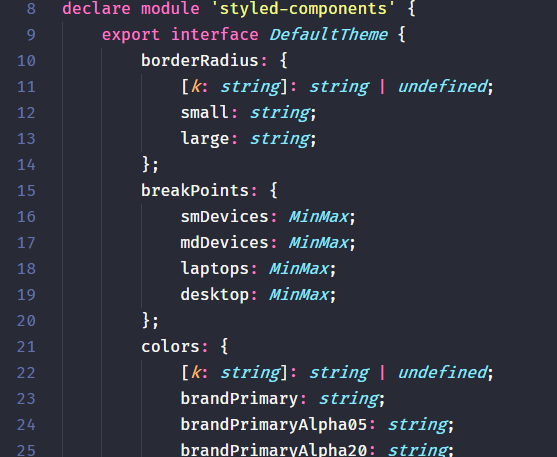 8 declare module 'styled-components' {
9 export interface DefaultTheme {
10 borderRadius: {
11 [k: string]: string | undefined;
12 small: string;
13 large: string;
14 };
15 breakPoints: {
16 smDevices: MinMax;
17 mdDevices: MinMax;
18 laptops: MinMax;
19 desktop: MinMax;
20 };
21 colors: {
22 [k: string]: string | undefined;
23 brandPrimary: string;
24 brandPrimaryAlpha05: string;
25 brandPrimaryAlpha20: string;